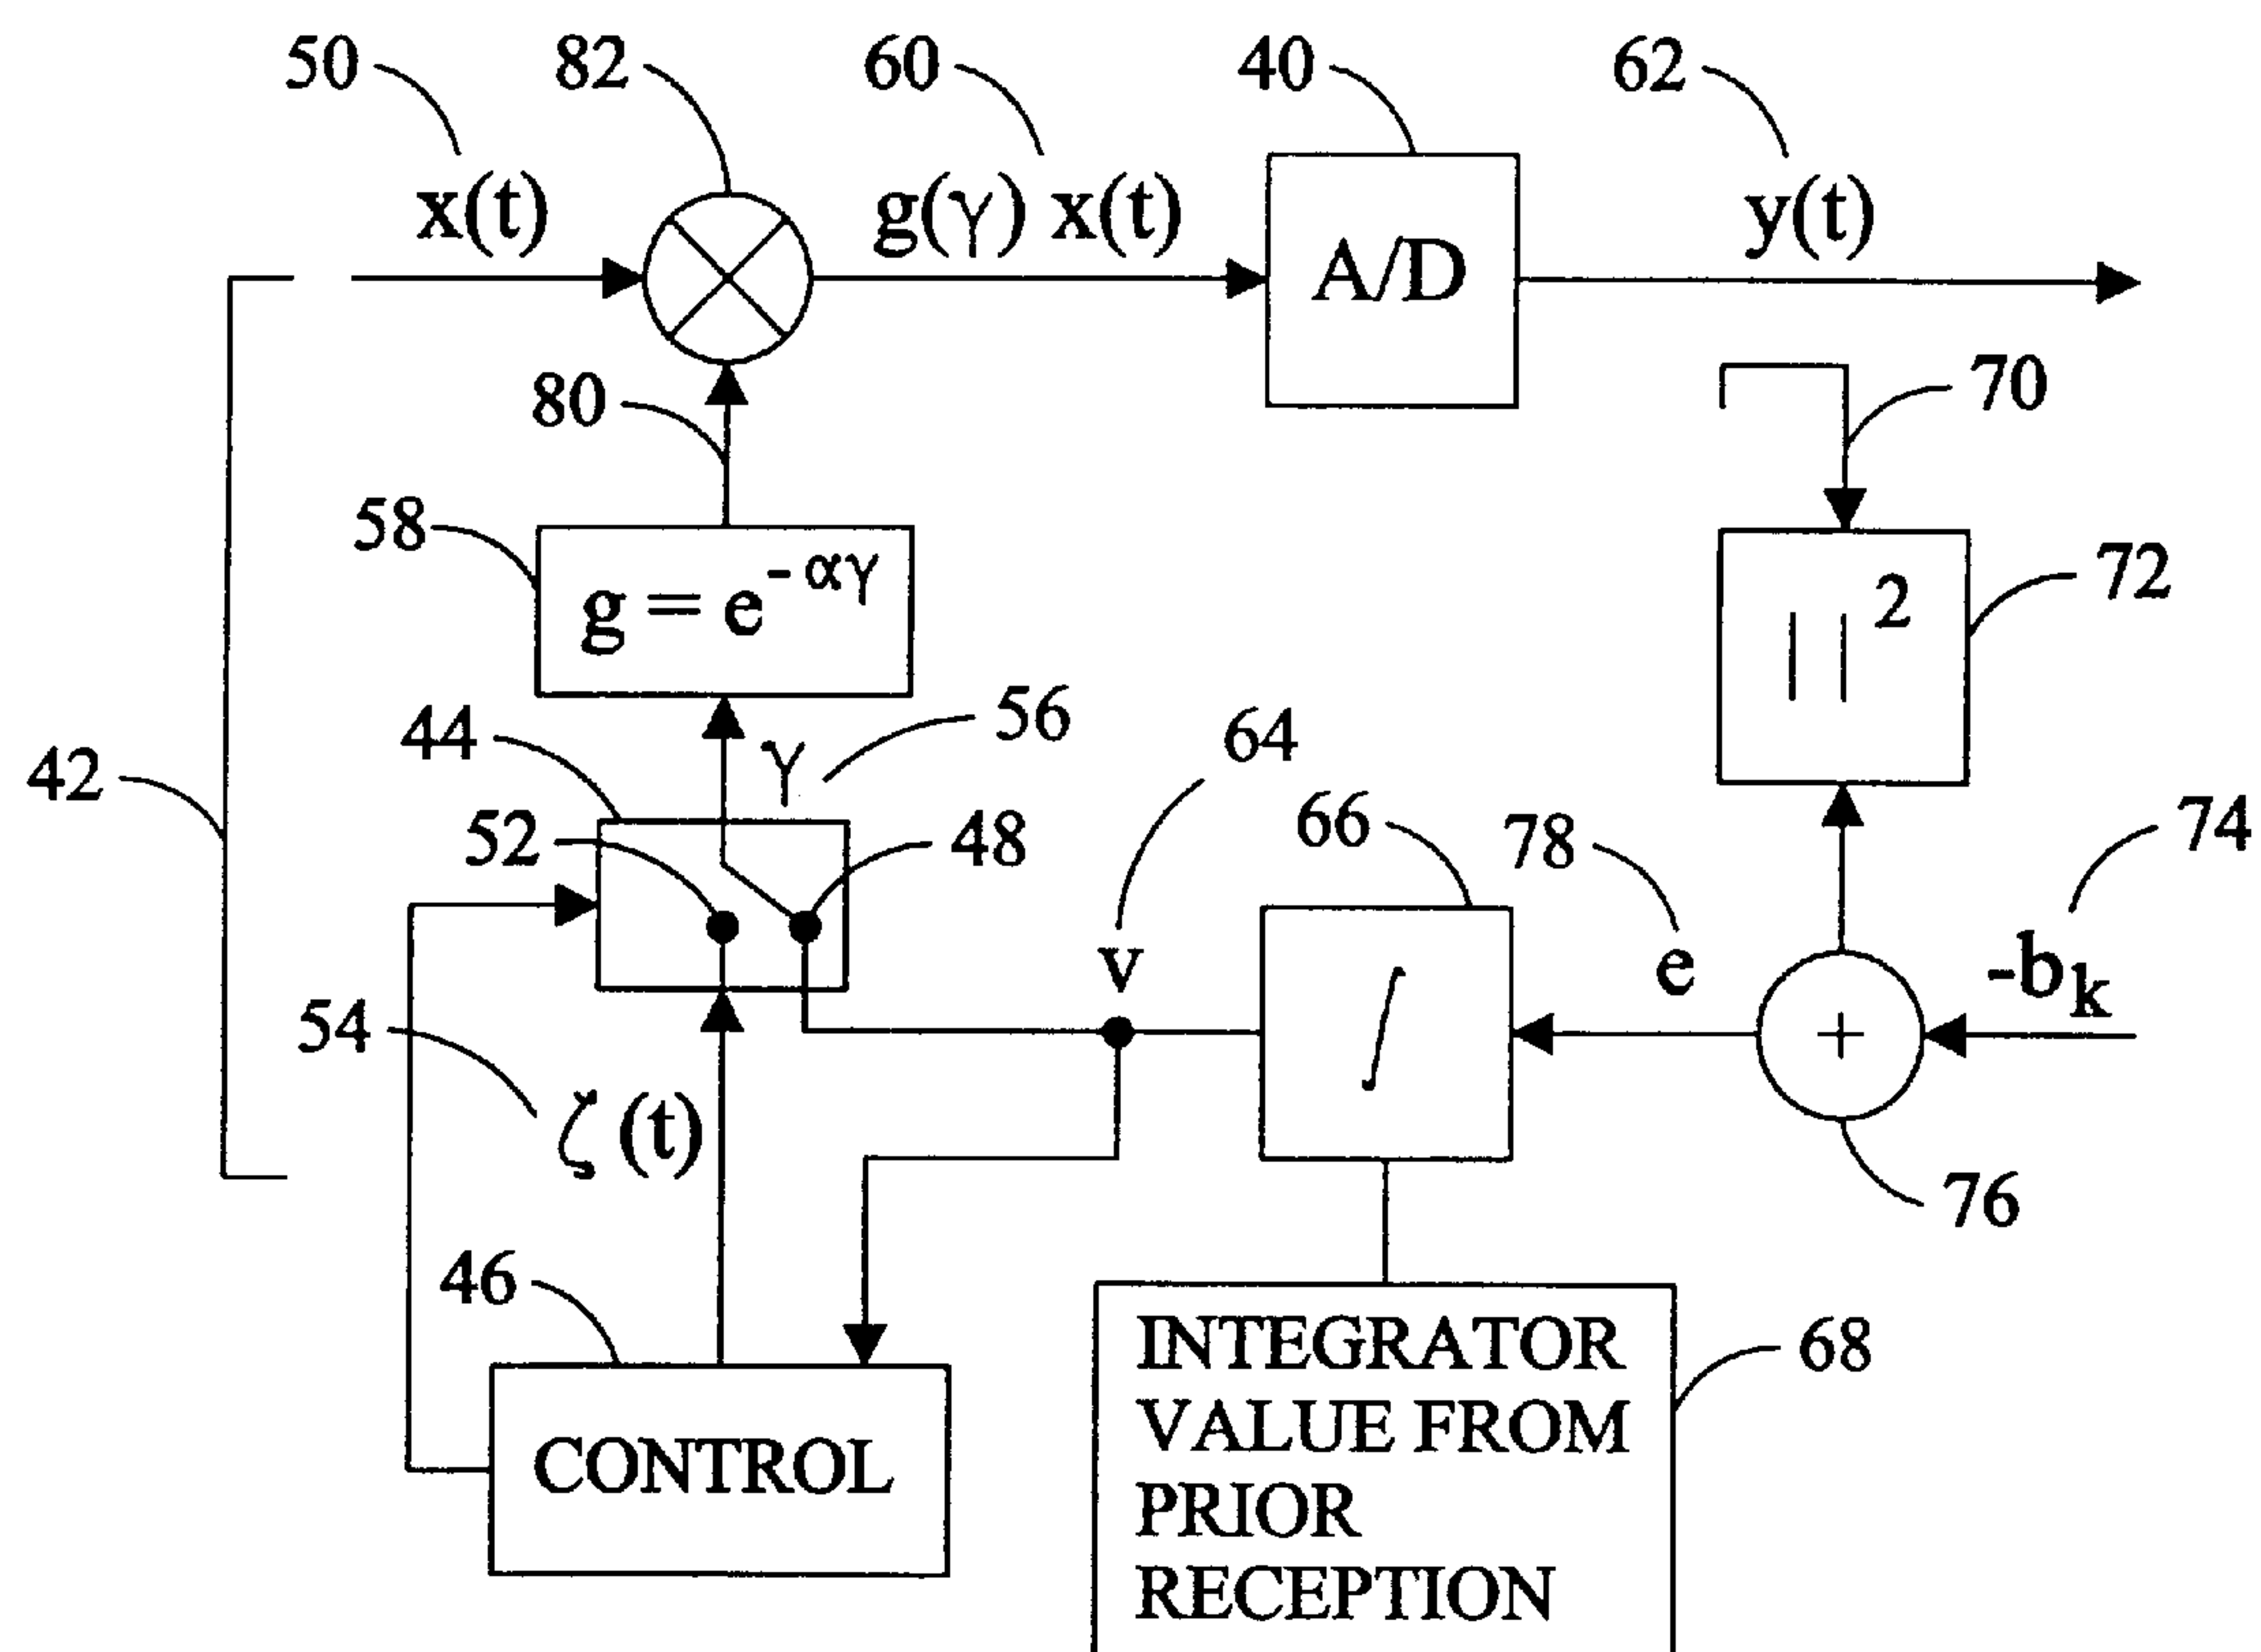 50 82 60 40 62
x(t) g(γ) x(t) A/D y(t)
80 70
58 g = e^{-αγ} | | 2 72
44 γ 56 64
42 52 48 66 78 74
v ∫ e + -b_k
54 ζ (t) 76
46
CONTROL
INTEGRATOR
VALUE FROM
PRIOR
RECEPTION
68